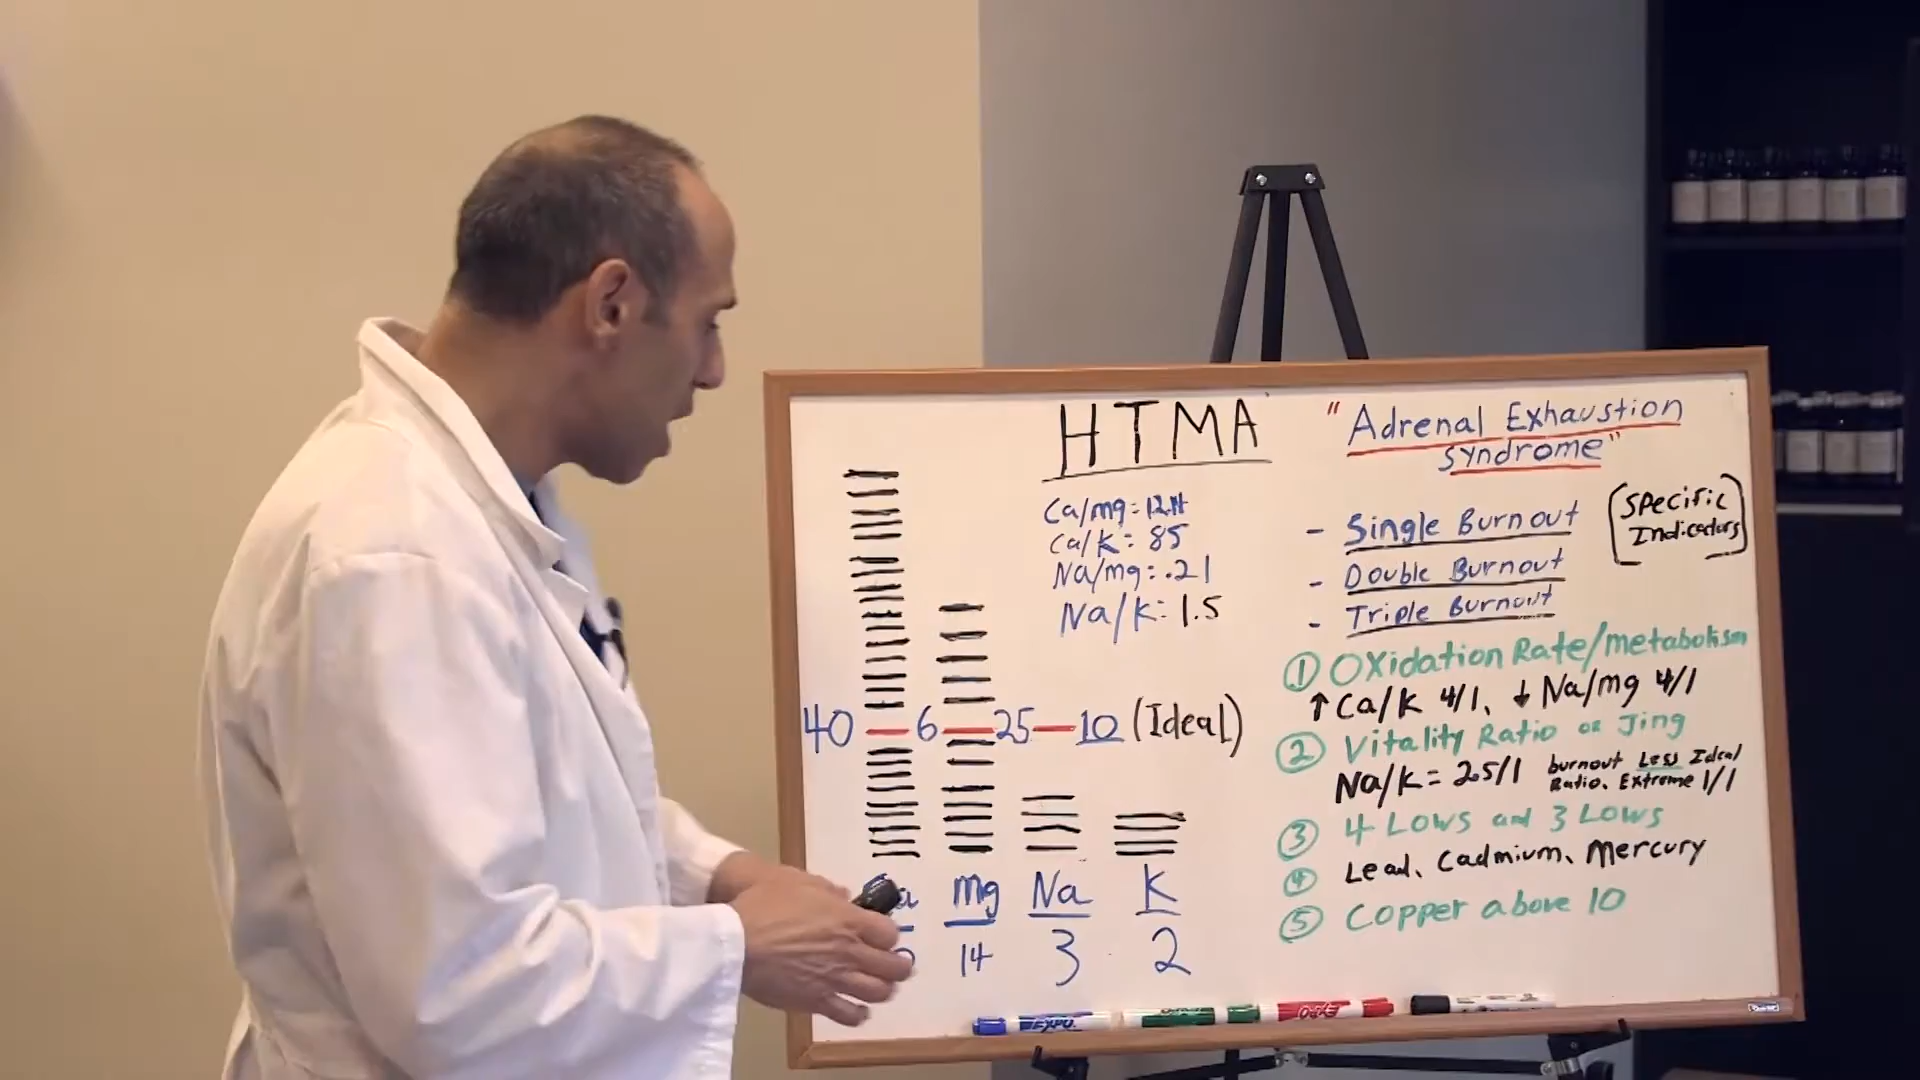 HTMA
Ca/mg: 12.14
Ca/K: 85
Na/mg: .21
Na/K: 1.5
40 — 6 — 25 — 10 (Ideal)
mg Na K
14 3 2
"Adrenal Exhaustion
syndrome"
- Single Burnout
- Double Burnout
- Triple Burnout
(Specific
Indicators)
① Oxidation Rate/metabolism
↑ Ca/K 4/1, ↓ Na/mg 4/1
② Vitality Ratio or Jing
Na/K = 2.5/1 burnout Less Ideal
Ratio. Extreme 1/1
③ 4 Lows and 3 Lows
④ Lead, Cadmium, Mercury
⑤ Copper above 10
EXPO